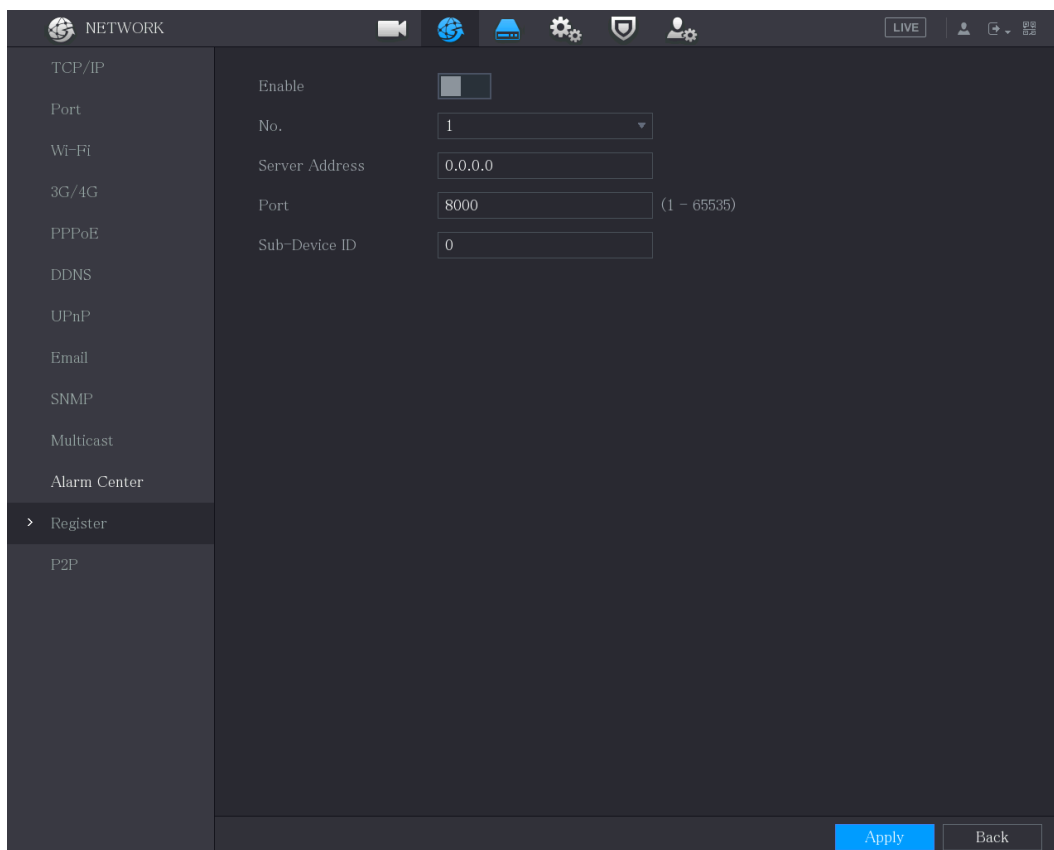 NETWORK
LIVE
TCP/IP
Port
Wi-Fi
3G/4G
PPPoE
DDNS
UPnP
Email
SNMP
Multicast
Alarm Center
Register
P2P
Enable
No. 1
Server Address 0.0.0.0
Port 8000 (1 - 65535)
Sub-Device ID 0
Apply Back